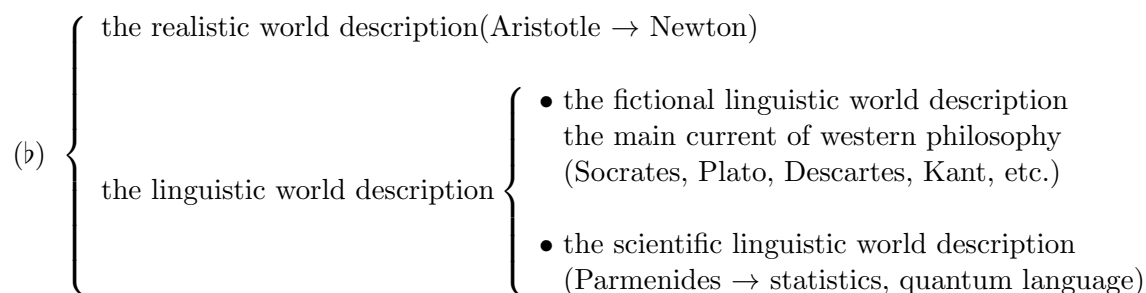 the realistic world description(Aristotle → Newton)
(♭)
the linguistic world description
• the fictional linguistic world description
the main current of western philosophy
(Socrates, Plato, Descartes, Kant, etc.)
• the scientific linguistic world description
(Parmenides → statistics, quantum language)